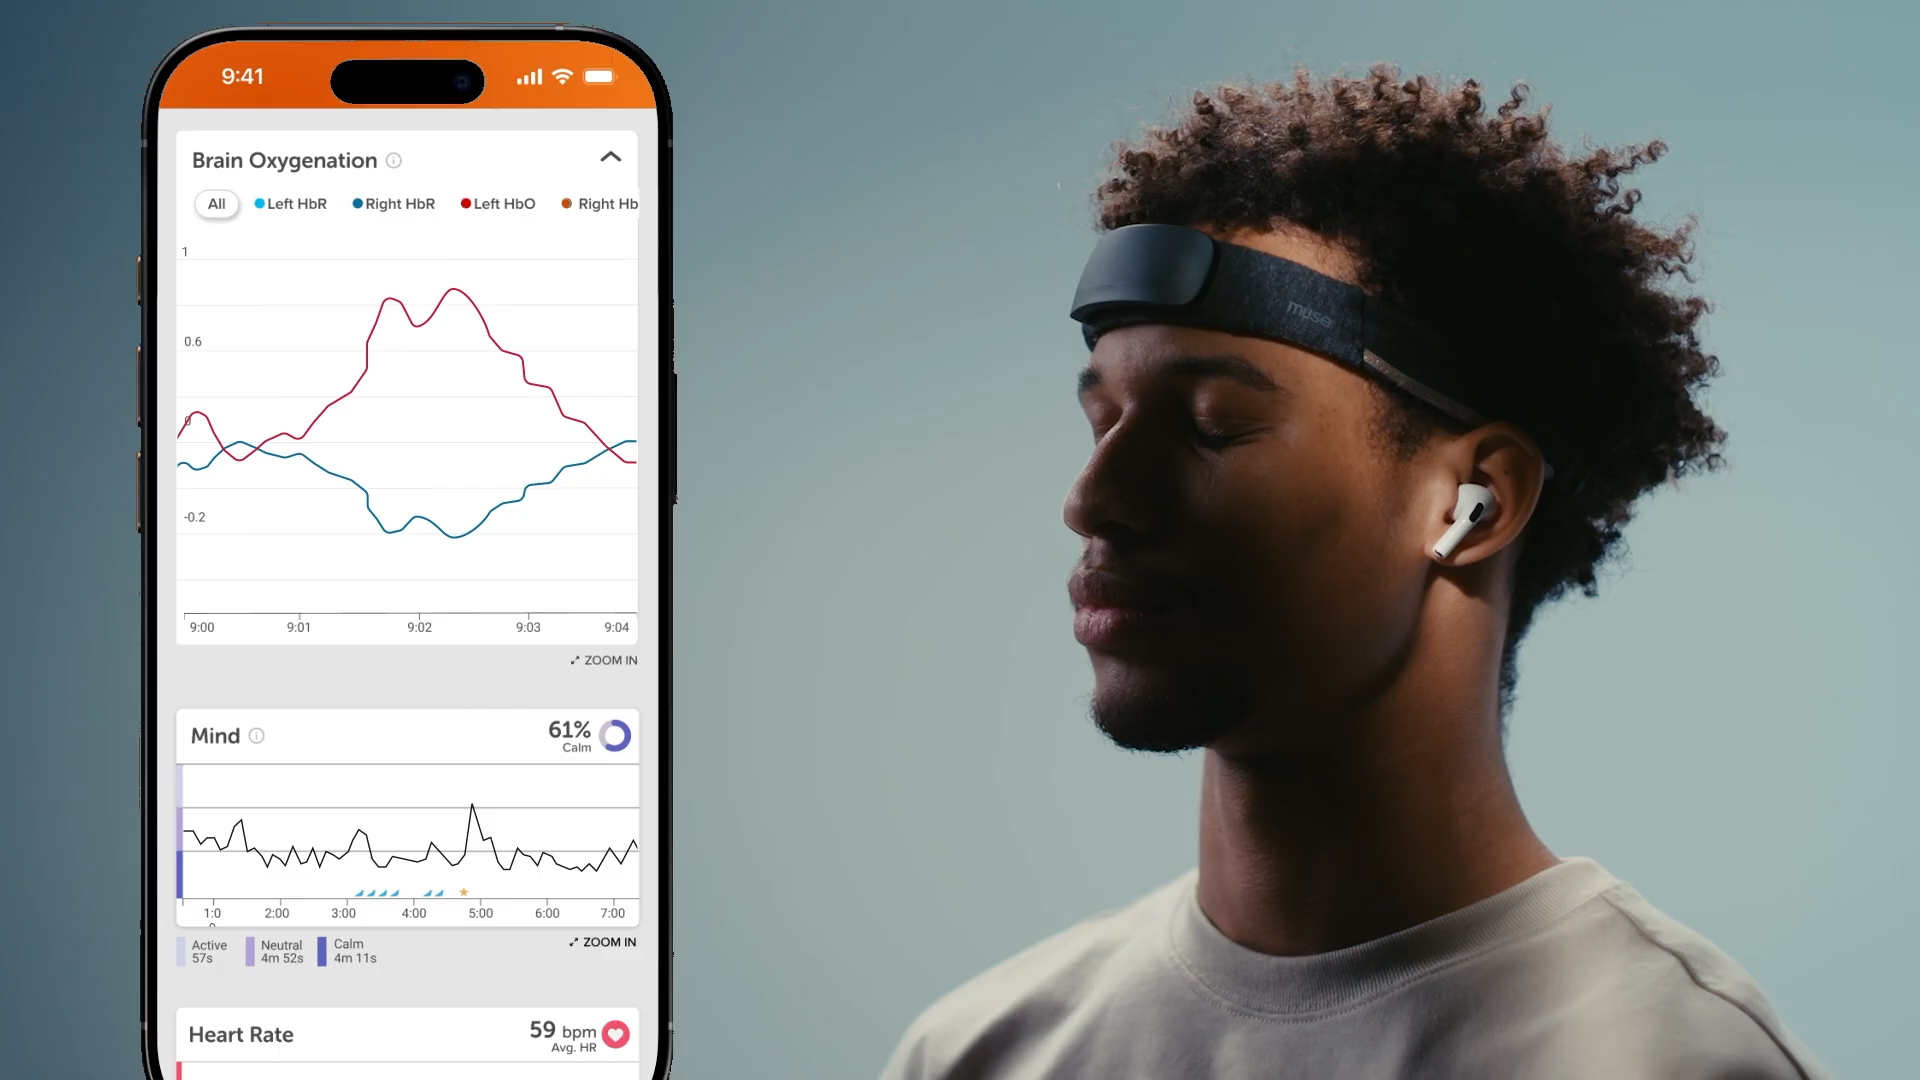 9:41
Brain Oxygenation
All Left HbR Right HbR Left HbO Right Hb
1
0.6
0
-0.2
9:00 9:01 9:02 9:03 9:04
ZOOM IN
Mind 61%
Calm
1:0 2:00 3:00 4:00 5:00 6:00 7:00
Active Neutral Calm
57s 4m 52s 4m 11s
ZOOM IN
Heart Rate 59 bpm
Avg. HR
muse